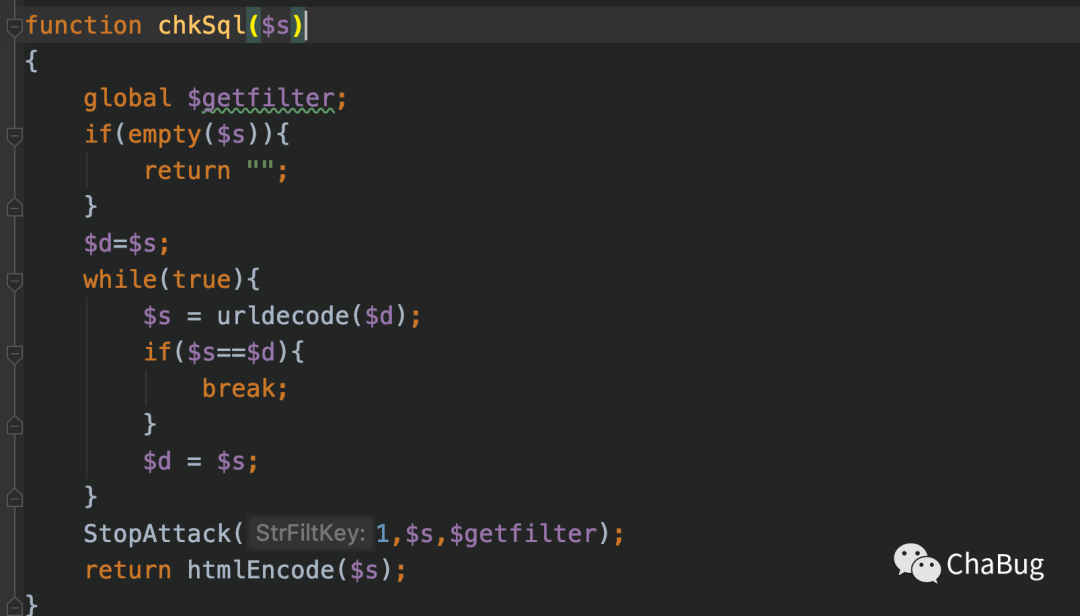 function chkSql($s)
{
    global $getfilter;
    if(empty($s)){
        return "";
    }
    $d=$s;
    while(true){
        $s = urldecode($d);
        if($s==$d){
            break;
        }
        $d = $s;
    }
    StopAttack( StrFiltKey: 1,$s,$getfilter);
    return htmlEncode($s);
}
ChaBug